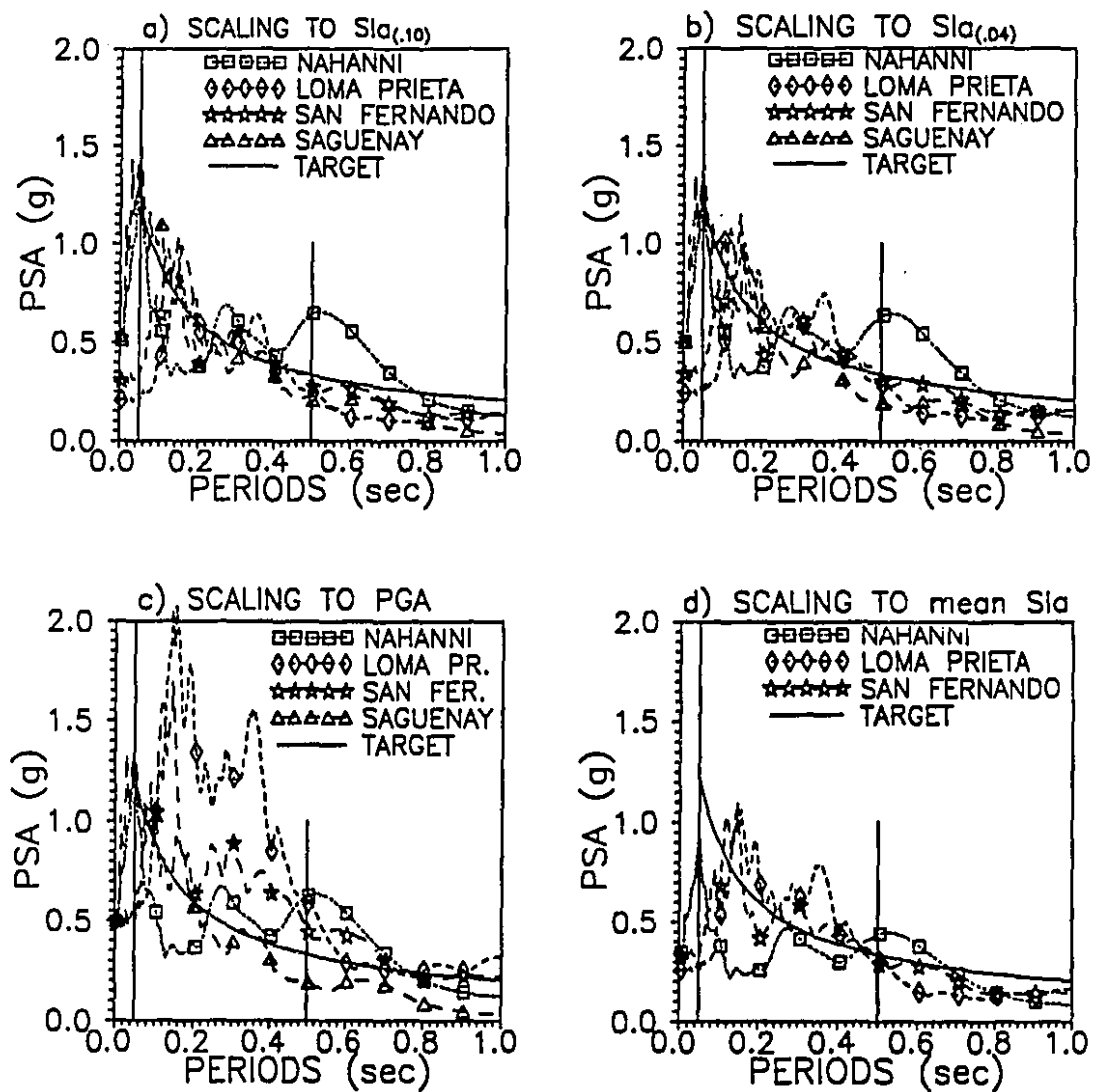 a) SCALING TO SIa(.10)
2.0
1.5
1.0
0.5
0.0
PSA (g)
NAHANNI
LOMA PRIETA
SAN FERNANDO
SAGUENAY
TARGET
0.0 0.2 0.4 0.6 0.8 1.0
PERIODS (sec)
b) SCALING TO SIa(.04)
2.0
1.5
1.0
0.5
0.0
PSA (g)
NAHANNI
LOMA PRIETA
SAN FERNANDO
SAGUENAY
TARGET
0.0 0.2 0.4 0.6 0.8 1.0
PERIODS (sec)
c) SCALING TO PGA
2.0
1.5
1.0
0.5
0.0
PSA (g)
NAHANNI
LOMA PR.
SAN FER.
SAGUENAY
TARGET
0.0 0.2 0.4 0.6 0.8 1.0
PERIODS (sec)
d) SCALING TO mean SIa
2.0
1.5
1.0
0.5
0.0
PSA (g)
NAHANNI
LOMA PRIETA
SAN FERNANDO
TARGET
0.0 0.2 0.4 0.6 0.8 1.0
PERIODS (sec)